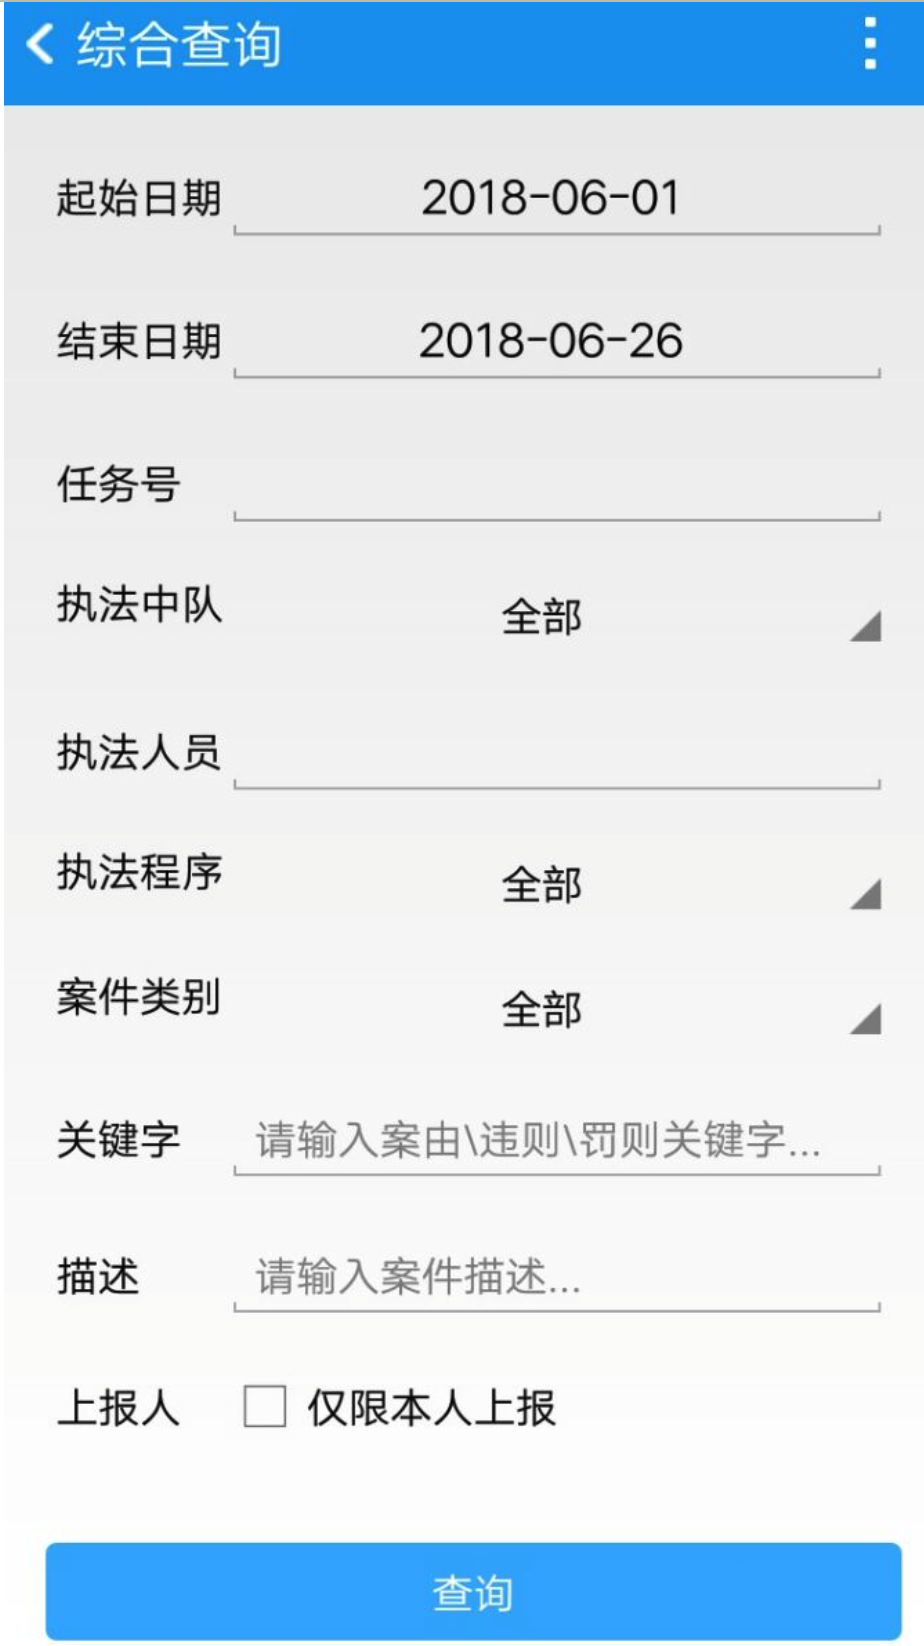 综合查询
起始日期 2018-06-01
结束日期 2018-06-26
任务号
执法中队 全部
执法人员
执法程序 全部
案件类别 全部
关键字 请输入案由\违则\罚则关键字...
描述 请输入案件描述...
上报人 仅限本人上报
查询